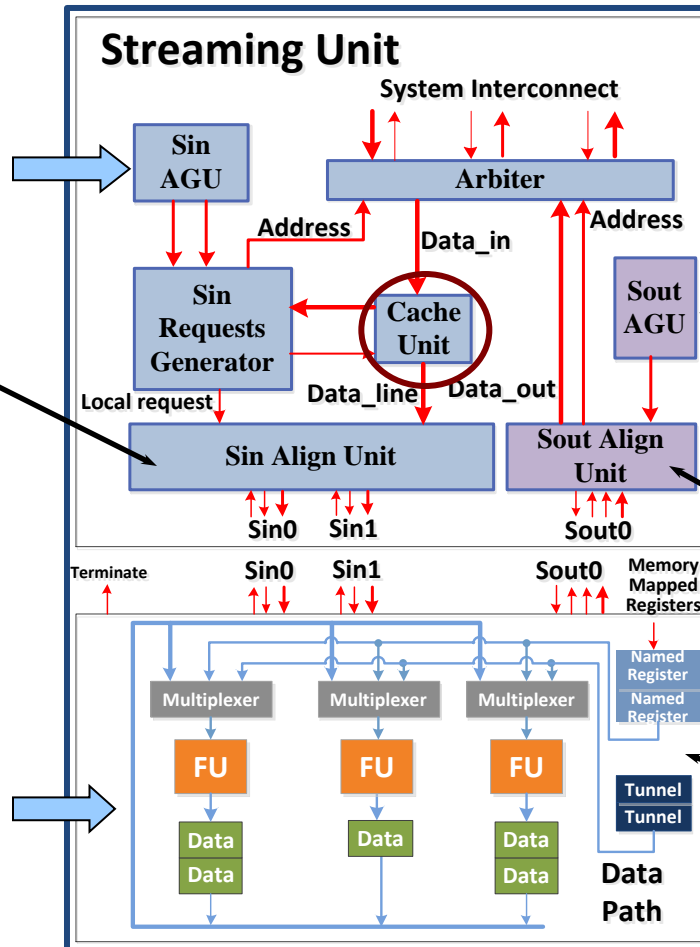 Streaming Unit
System Interconnect
Sin
AGU
Arbiter
Address
Data_in
Address
Sin
Requests
Generator
Cache
Unit
Sout
AGU
Local request
Data_line
Data_out
Sin Align Unit
Sout Align
Unit
Sin0
Sin1
Sout0
Terminate
Sin0
Sin1
Sout0
Memory
Mapped
Registers
Named
Register
Named
Register
Multiplexer
Multiplexer
Multiplexer
FU
FU
FU
Tunnel
Tunnel
Data
Data
Data
Data
Data
Data
Path